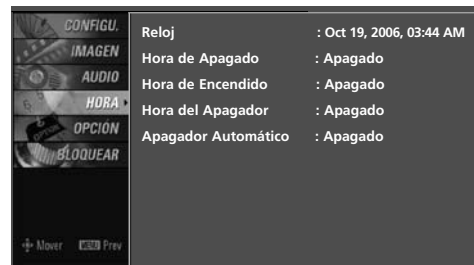 CONFIGU.
IMAGEN
AUDIO
HORA
OPCIÓN
BLOQUEAR
Mover MENU Prev
Reloj : Oct 19, 2006, 03:44 AM
Hora de Apagado : Apagado
Hora de Encendido : Apagado
Hora del Apagador : Apagado
Apagador Automático : Apagado